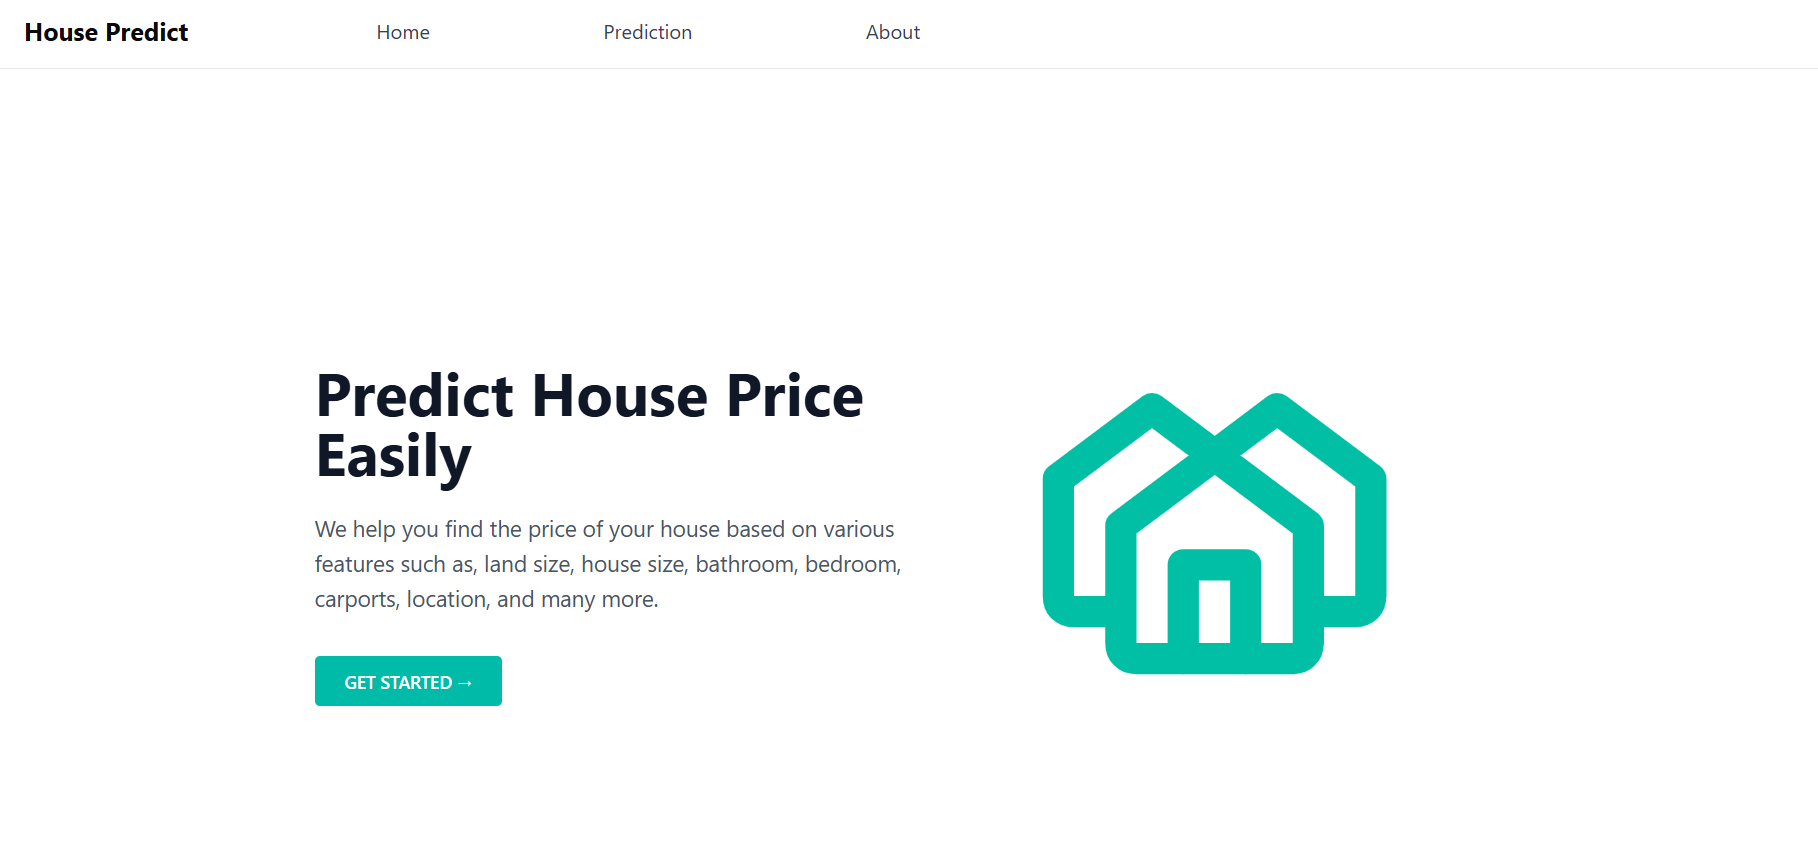 House Predict
Home
Prediction
About
Predict House Price
Easily
We help you find the price of your house based on various
features such as, land size, house size, bathroom, bedroom,
carports, location, and many more.
GET STARTED →